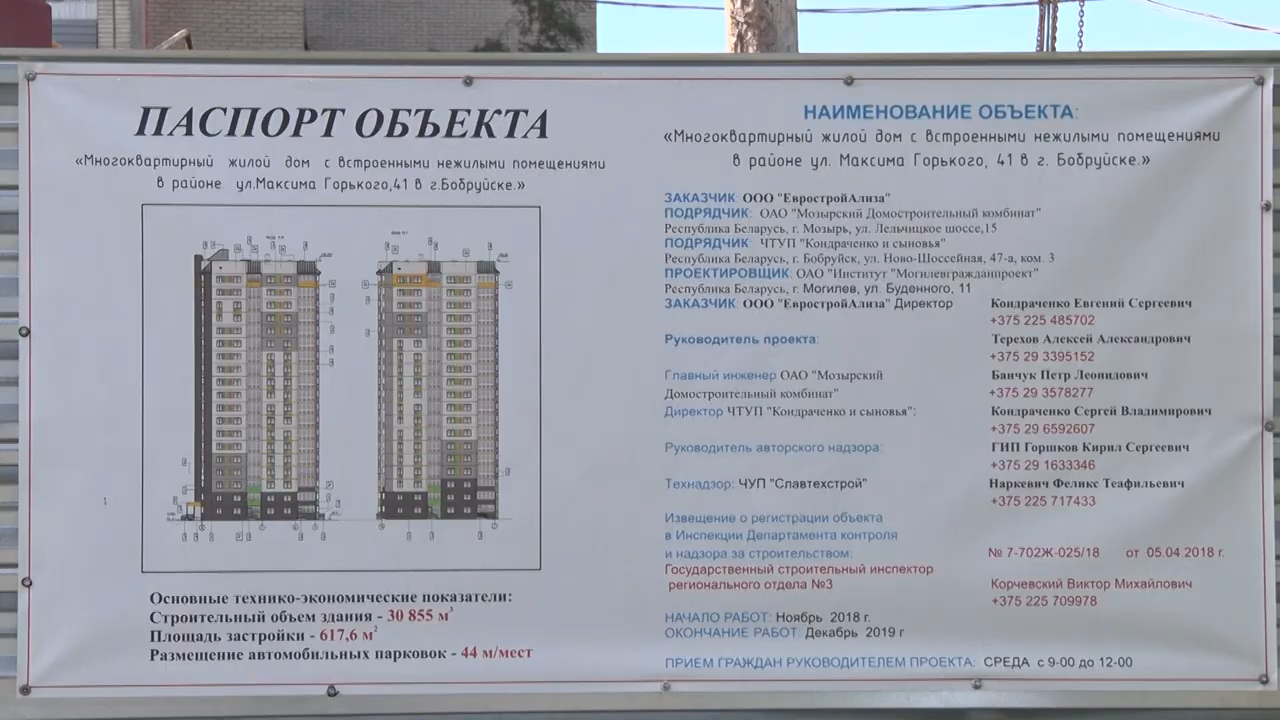 ПАСПОРТ ОБЪЕКТА
«Многоквартирный жилой дом с встроенными нежилыми помещениями
в районе ул.Максима Горького,41 в г.Бобруйске.»
Основные технико-экономические показатели:
Строительный объем здания - 30 855 м³
Площадь застройки - 617,6 м²
Размещение автомобильных парковок - 44 м/мест
НАИМЕНОВАНИЕ ОБЪЕКТА:
«Многоквартирный жилой дом с встроенными нежилыми помещениями
в районе ул. Максима Горького, 41 в г. Бобруйске.»
ЗАКАЗЧИК: ООО "ЕвростройАлиза"
ПОДРЯДЧИК: ОАО "Мозырский Домостроительный комбинат"
Республика Беларусь, г. Мозырь, ул. Лельчицкое шоссе,15
ПОДРЯДЧИК: ЧТУП "Кондраченко и сыновья"
Республика Беларусь, г. Бобруйск, ул. Ново-Шоссейная, 47-а, ком. 3
ПРОЕКТИРОВЩИК: ОАО "Институт "Могилевгражданпроект"
Республика Беларусь, г. Могилев, ул. Буденного, 11
ЗАКАЗЧИК: ООО "ЕвростройАлиза" Директор Кондраченко Евгений Сергеевич
+375 225 485702
Руководитель проекта: Терехов Алексей Александрович
+375 29 3395152
Главный инженер ОАО "Мозырский Банчук Петр Леонидович
Домостроительный комбинат" +375 29 3578277
Директор ЧТУП "Кондраченко и сыновья": Кондраченко Сергей Владимирович
+375 29 6592607
Руководитель авторского надзора: ГИП Горшков Кирил Сергеевич
+375 29 1633346
Технадзор: ЧУП "Славтехстрой" Наркевич Феликс Теафильевич
+375 225 717433
Извещение о регистрации объекта
в Инспекции Департамента контроля
и надзора за строительством: № 7-702Ж-025/18 от 05.04 2018 г.
Государственный строительный инспектор
регионального отдела №3 Корчевский Виктор Михайлович
+375 225 709978
НАЧАЛО РАБОТ: Ноябрь 2018 г.
ОКОНЧАНИЕ РАБОТ: Декабрь 2019 г
ПРИЕМ ГРАЖДАН РУКОВОДИТЕЛЕМ ПРОЕКТА: СРЕДА с 9-00 до 12-00